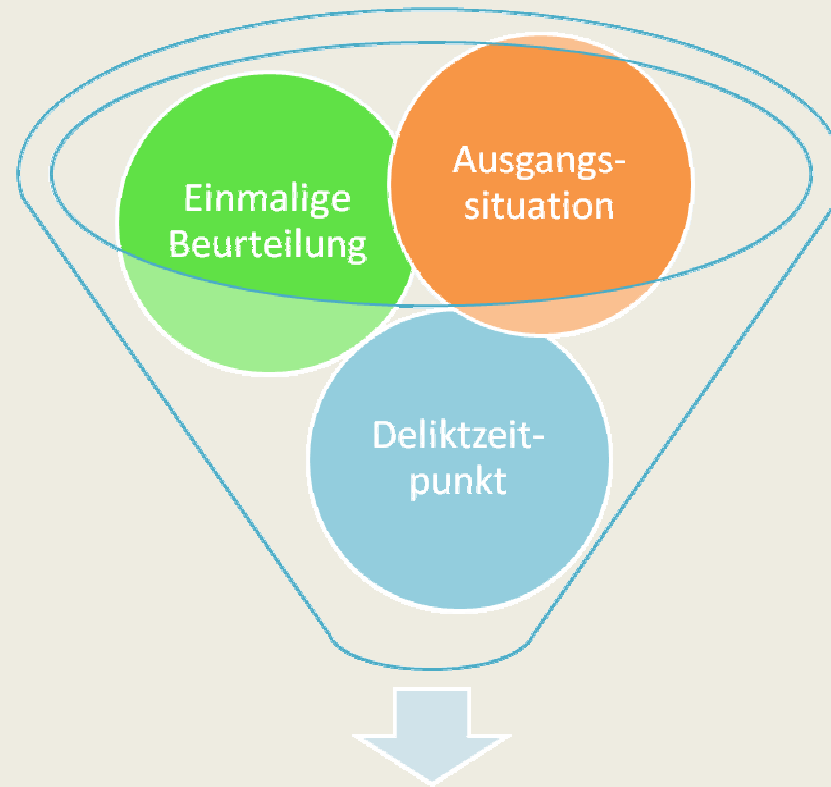 Einmalige
Beurteilung
Ausgangs-
situation
Deliktzeit-
punkt